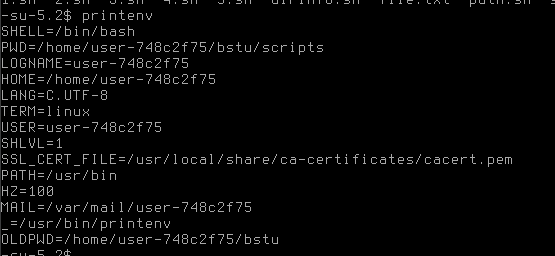 1.sh 2.sh 3.sh 4.sh 5.sh dirinfo.sh file.txt path.sh s
-su-5.2$ printenv
SHELL=/bin/bash
PWD=/home/user-748c2f75/bstu/scripts
LOGNAME=user-748c2f75
HOME=/home/user-748c2f75
LANG=C.UTF-8
TERM=linux
USER=user-748c2f75
SHLVL=1
SSL_CERT_FILE=/usr/local/share/ca-certificates/cacert.pem
PATH=/usr/bin
HZ=100
MAIL=/var/mail/user-748c2f75
_=/usr/bin/printenv
OLDPWD=/home/user-748c2f75/bstu
-su-5.2$